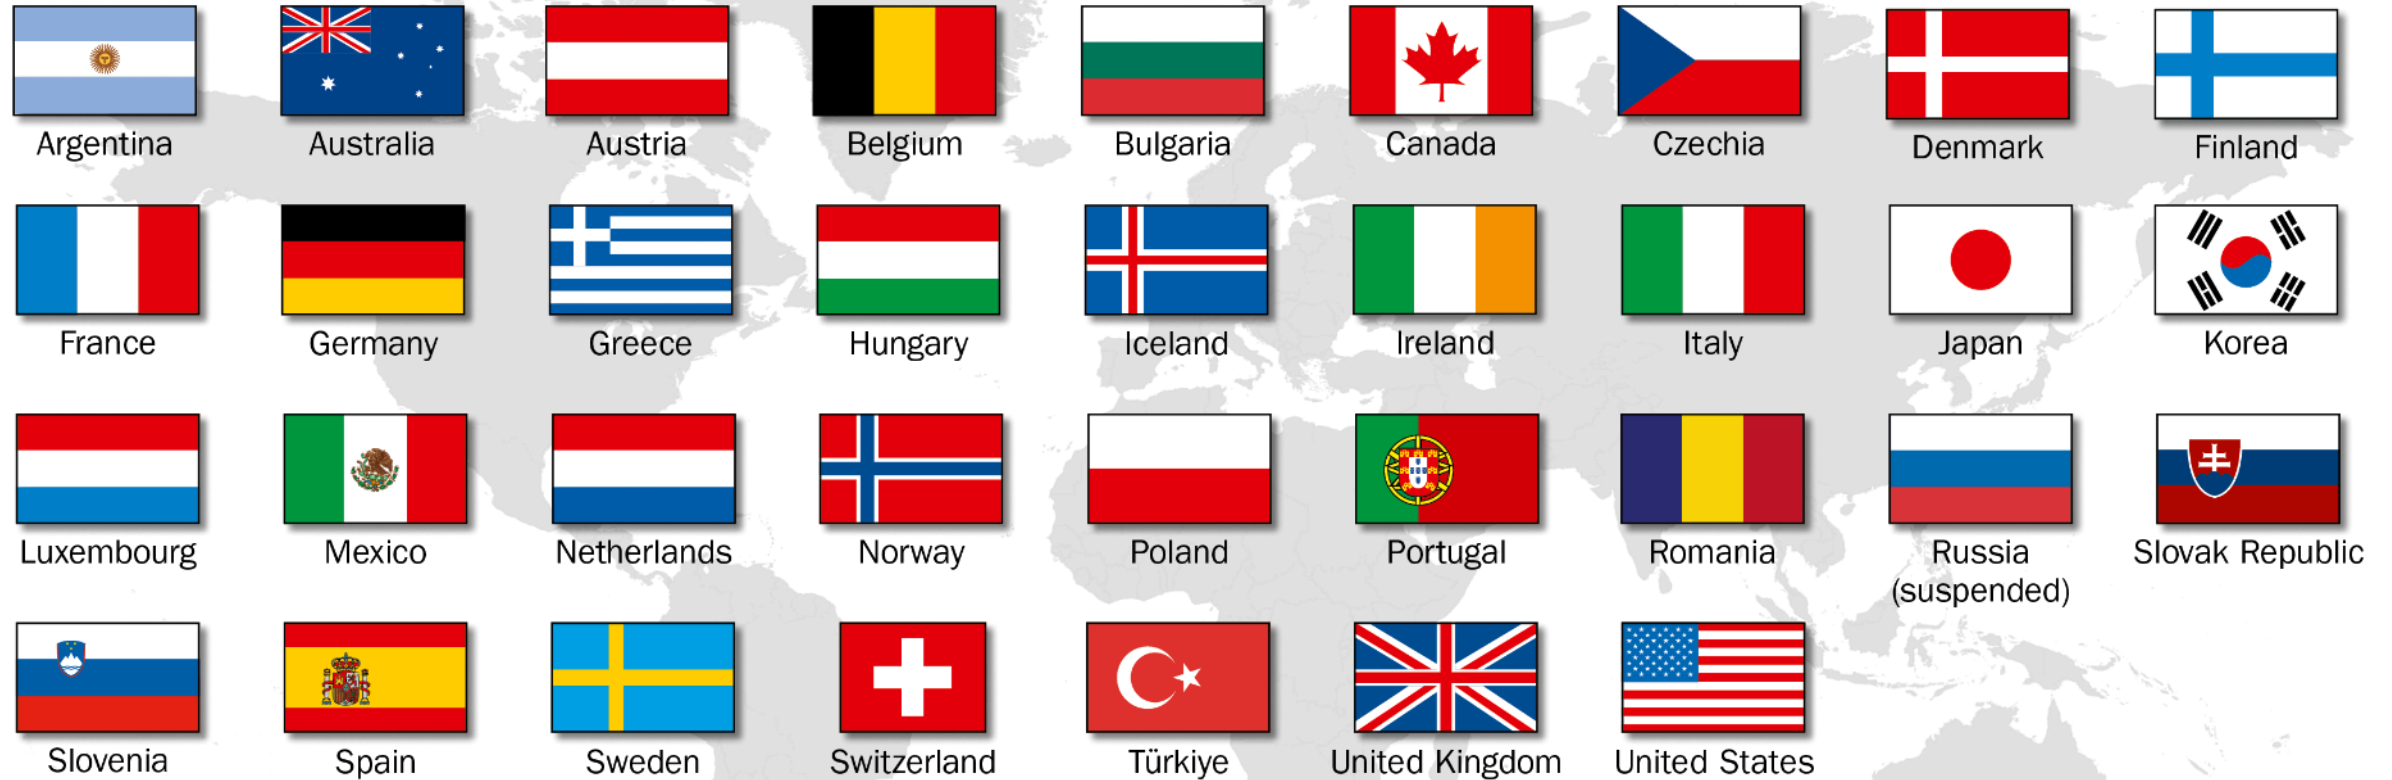 Argentina
Australia
Austria
Belgium
Bulgaria
Canada
Czechia
Denmark
Finland
France
Germany
Greece
Hungary
Iceland
Ireland
Italy
Japan
Korea
Luxembourg
Mexico
Netherlands
Norway
Poland
Portugal
Romania
Russia
(suspended)
Slovak Republic
Slovenia
Spain
Sweden
Switzerland
Türkiye
United Kingdom
United States